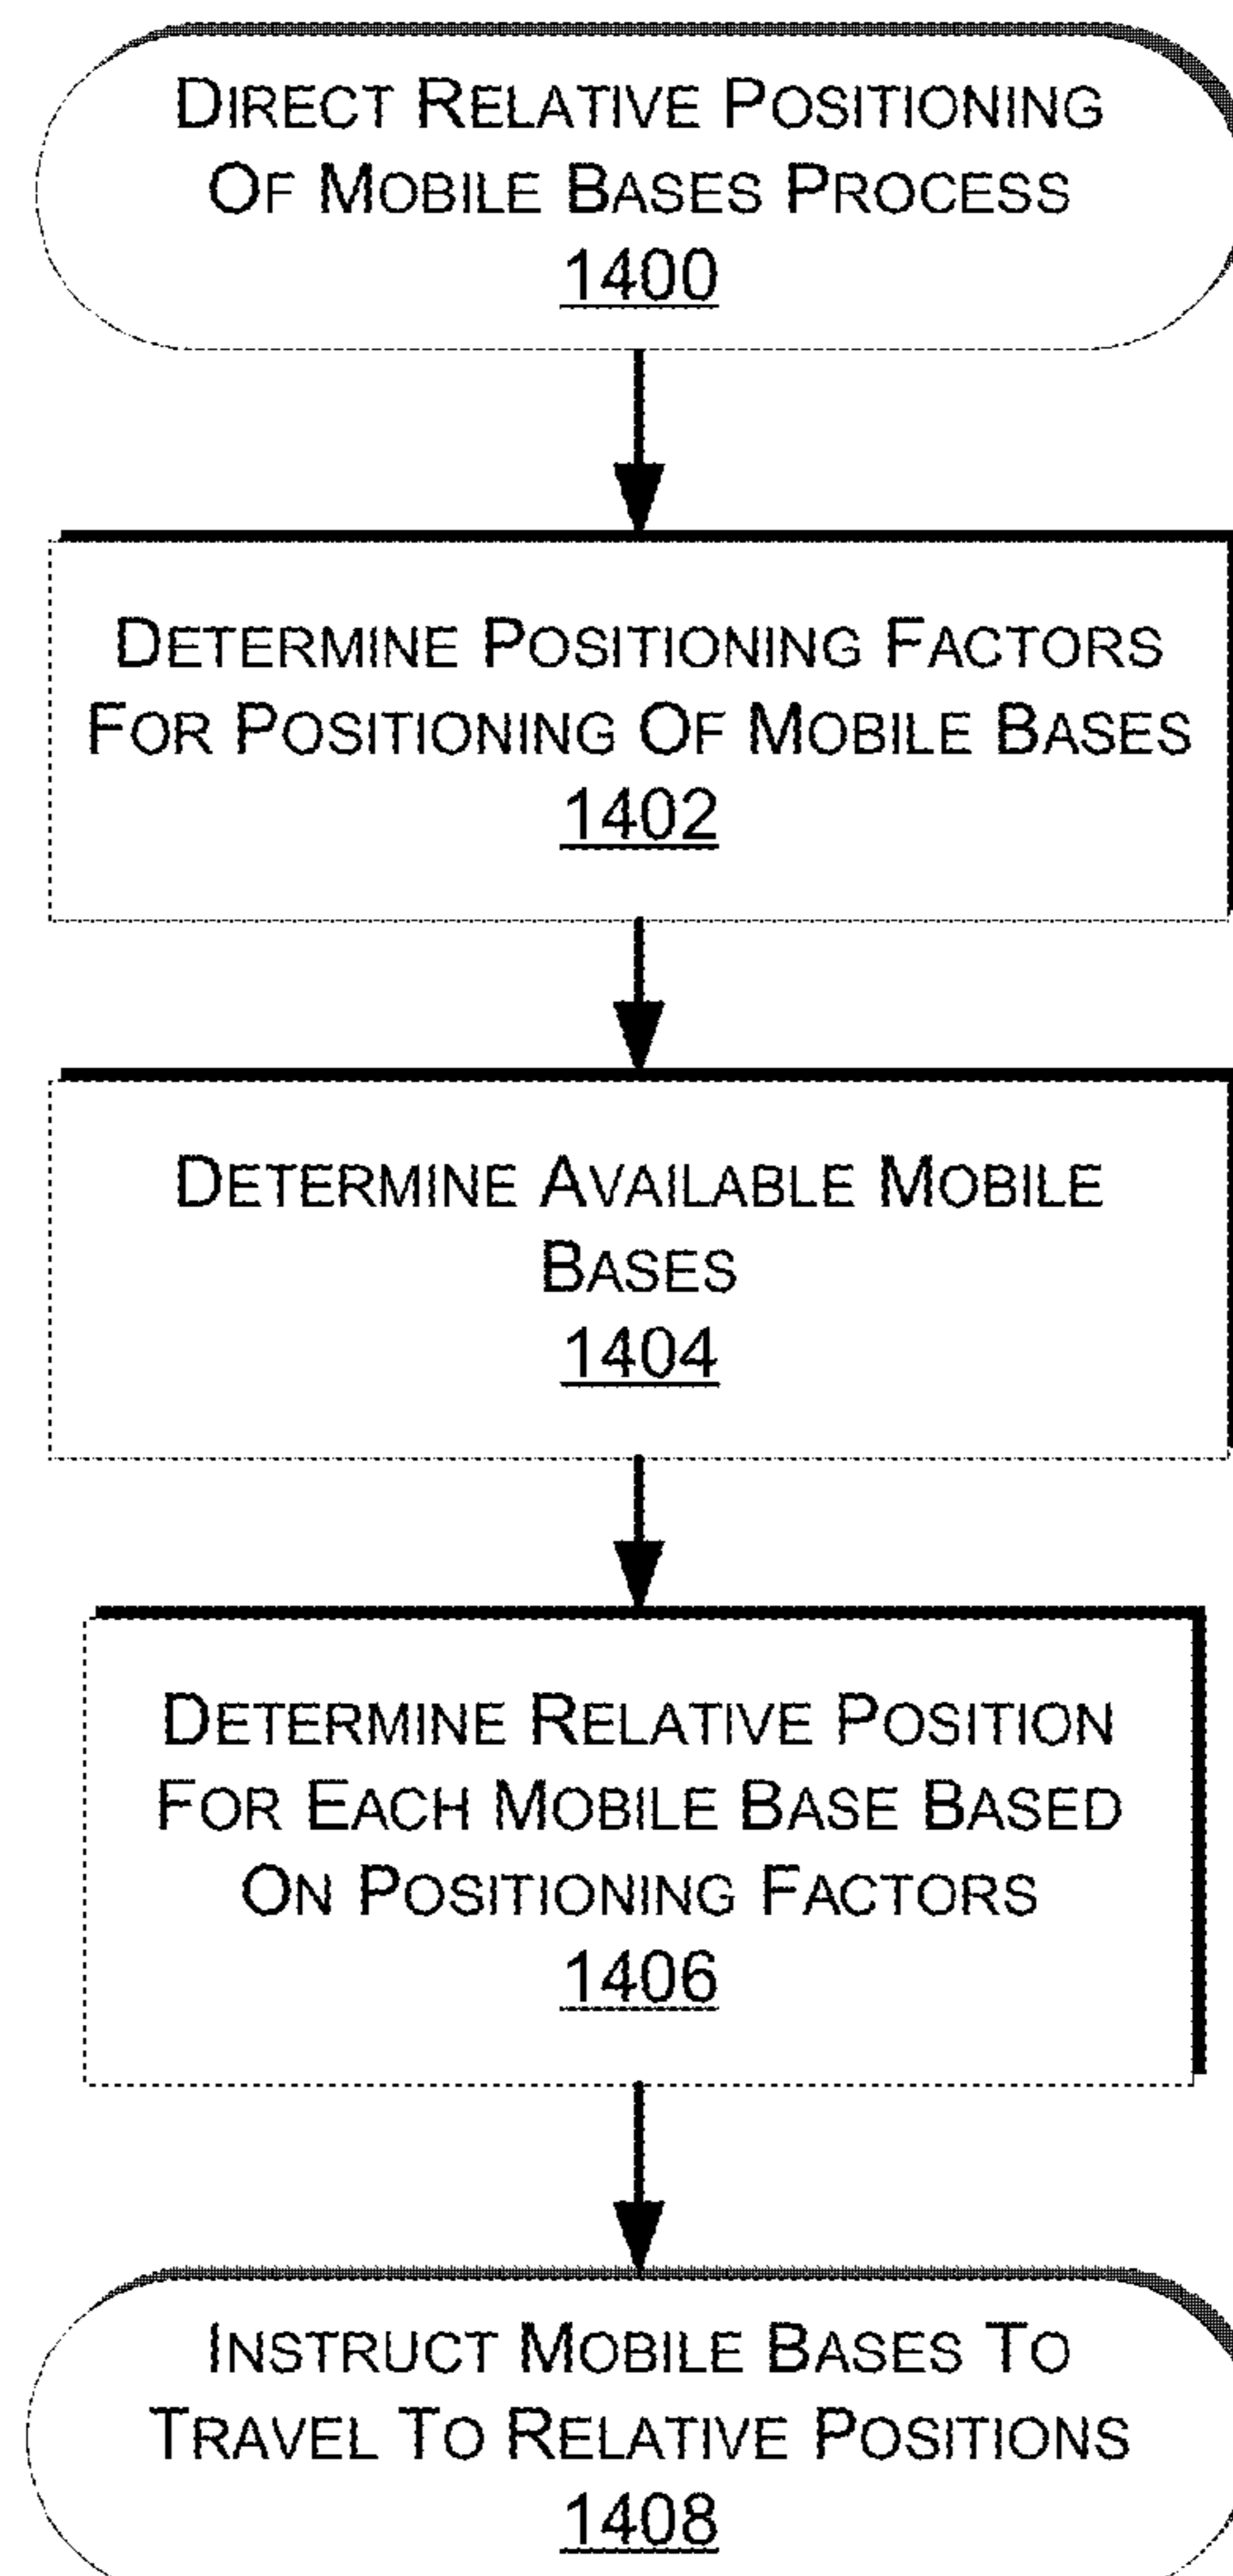 DIRECT RELATIVE POSITIONING
OF MOBILE BASES PROCESS
1400
DETERMINE POSITIONING FACTORS
FOR POSITIONING OF MOBILE BASES
1402
DETERMINE AVAILABLE MOBILE
BASES
1404
DETERMINE RELATIVE POSITION
FOR EACH MOBILE BASE BASED
ON POSITIONING FACTORS
1406
INSTRUCT MOBILE BASES TO
TRAVEL TO RELATIVE POSITIONS
1408